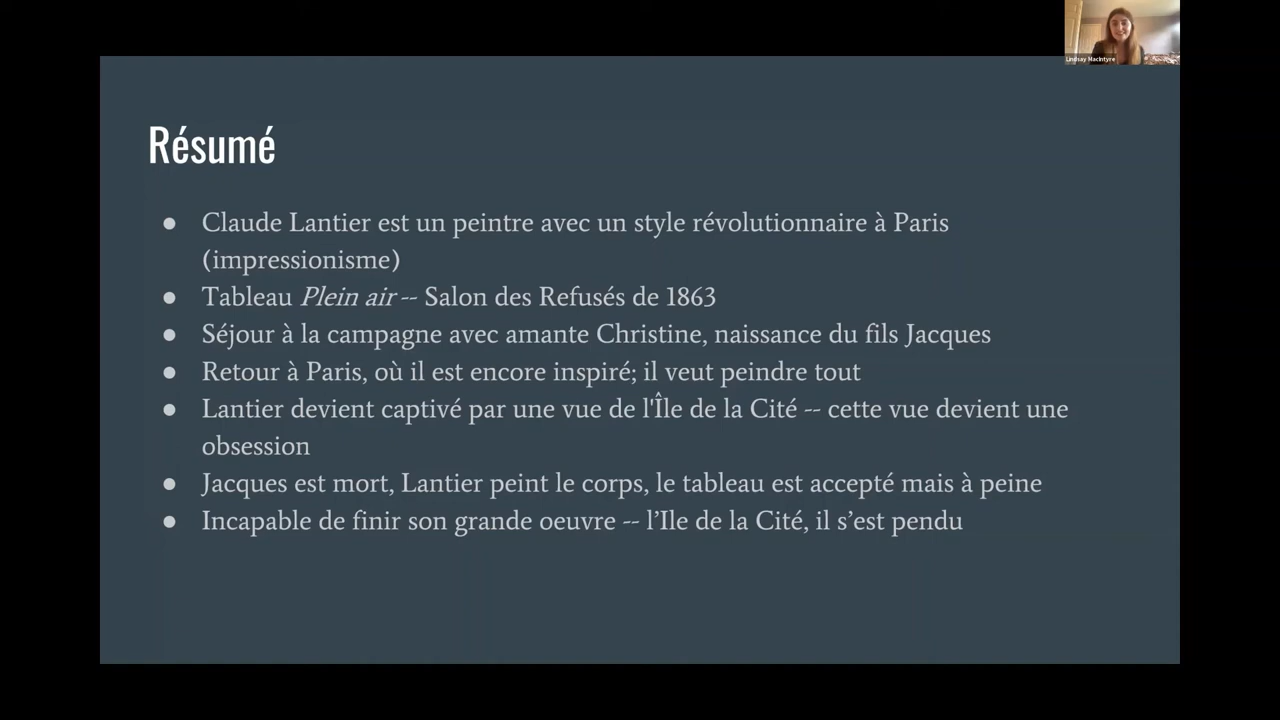 Lindsay MacIntyre
Résumé
● Claude Lantier est un peintre avec un style révolutionnaire à Paris
(impressionisme)
● Tableau Plein air -- Salon des Refusés de 1863
● Séjour à la campagne avec amante Christine, naissance du fils Jacques
● Retour à Paris, où il est encore inspiré; il veut peindre tout
● Lantier devient captivé par une vue de l'Île de la Cité -- cette vue devient une
obsession
● Jacques est mort, Lantier peint le corps, le tableau est accepté mais à peine
● Incapable de finir son grande oeuvre -- l’Ile de la Cité, il s’est pendu